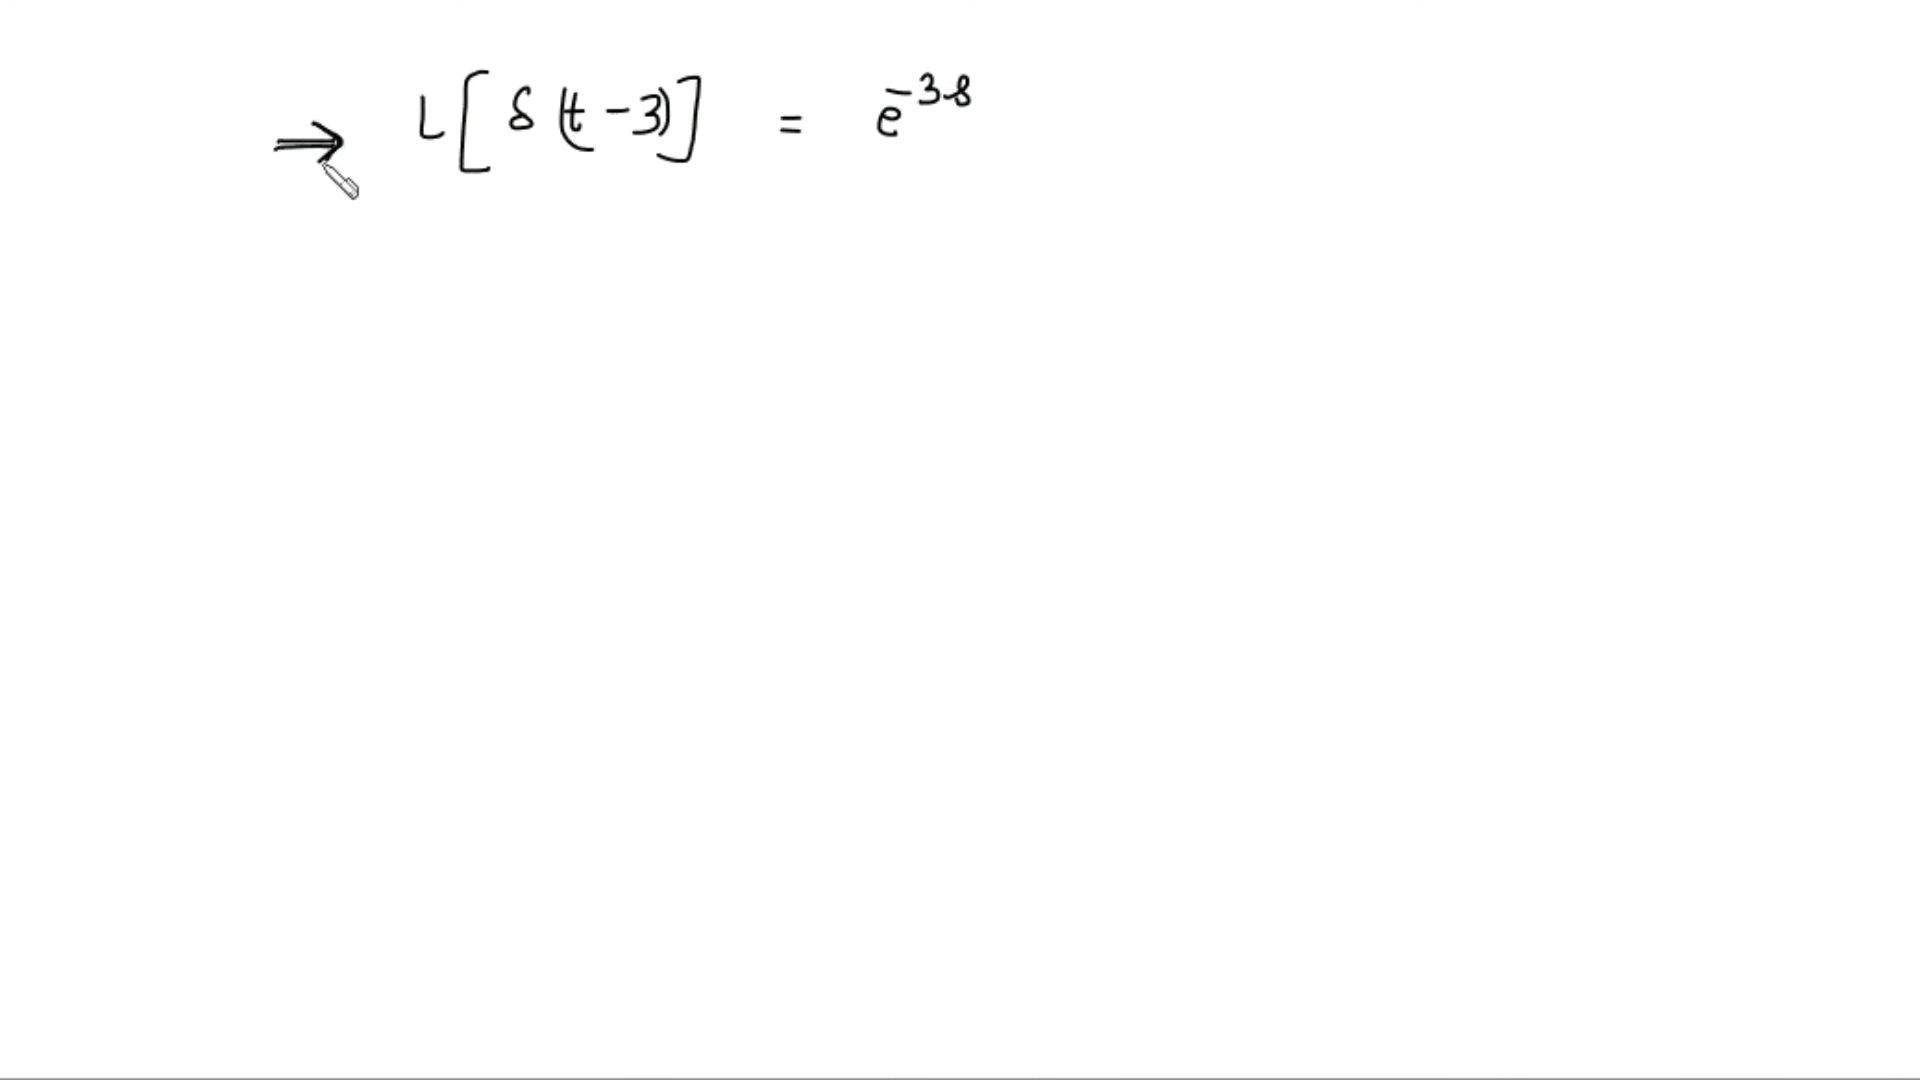 ⇒ L[δ(t-3)] = e^{-3s}